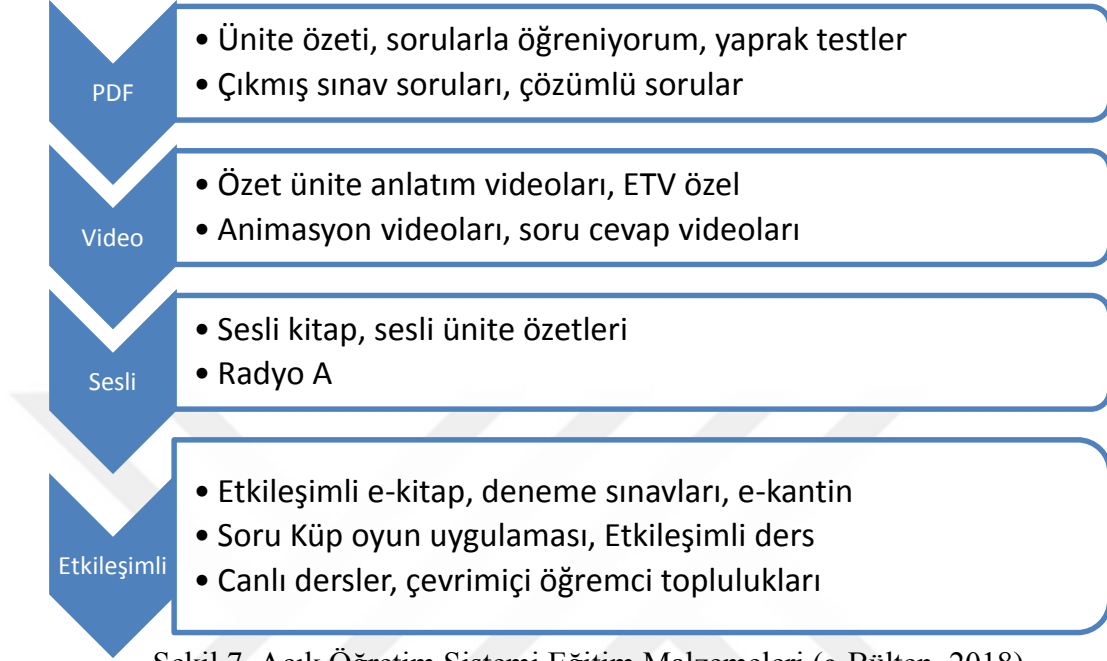 PDF
• Ünite özeti, sorularla öğreniyorum, yaprak testler
• Çıkmış sınav soruları, çözümlü sorular
Video
• Özet ünite anlatım videoları, ETV özel
• Animasyon videoları, soru cevap videoları
Sesli
• Sesli kitap, sesli ünite özetleri
• Radyo A
Etkileşimli
• Etkileşimli e-kitap, deneme sınavları, e-kantin
• Soru Küp oyun uygulaması, Etkileşimli ders
• Canlı dersler, çevrimiçi öğremci toplulukları
Şekil 7. Açık Öğretim Sistemi Eğitim Malzemeleri (e-Bülten, 2018)